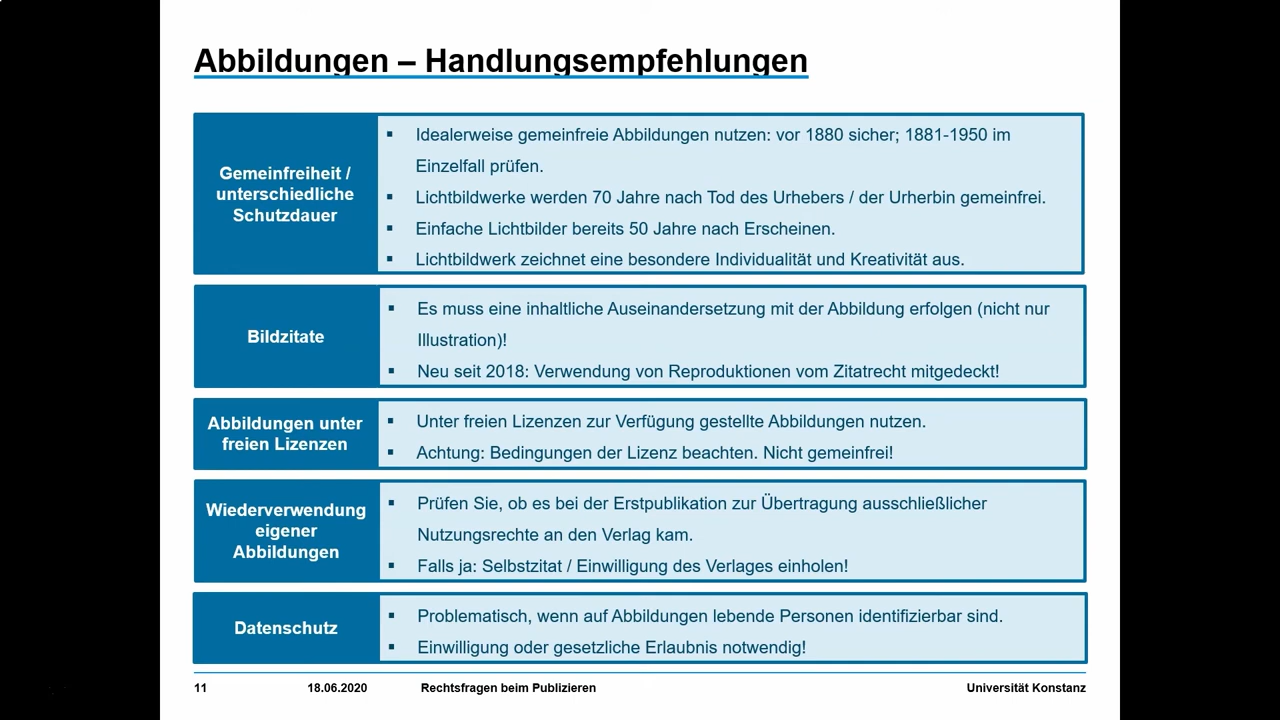 Abbildungen – Handlungsempfehlungen
Gemeinfreiheit /
unterschiedliche
Schutzdauer
▪ Idealerweise gemeinfreie Abbildungen nutzen: vor 1880 sicher; 1881-1950 im
Einzelfall prüfen.
▪ Lichtbildwerke werden 70 Jahre nach Tod des Urhebers / der Urherbin gemeinfrei.
▪ Einfache Lichtbilder bereits 50 Jahre nach Erscheinen.
▪ Lichtbildwerk zeichnet eine besondere Individualität und Kreativität aus.
Bildzitate
▪ Es muss eine inhaltliche Auseinandersetzung mit der Abbildung erfolgen (nicht nur
Illustration)!
▪ Neu seit 2018: Verwendung von Reproduktionen vom Zitatrecht mitgedeckt!
Abbildungen unter
freien Lizenzen
▪ Unter freien Lizenzen zur Verfügung gestellte Abbildungen nutzen.
▪ Achtung: Bedingungen der Lizenz beachten. Nicht gemeinfrei!
Wiederverwendung
eigener
Abbildungen
▪ Prüfen Sie, ob es bei der Erstpublikation zur Übertragung ausschließlicher
Nutzungsrechte an den Verlag kam.
▪ Falls ja: Selbstzitat / Einwilligung des Verlages einholen!
Datenschutz
▪ Problematisch, wenn auf Abbildungen lebende Personen identifizierbar sind.
▪ Einwilligung oder gesetzliche Erlaubnis notwendig!
11 18.06.2020 Rechtsfragen beim Publizieren Universität Konstanz